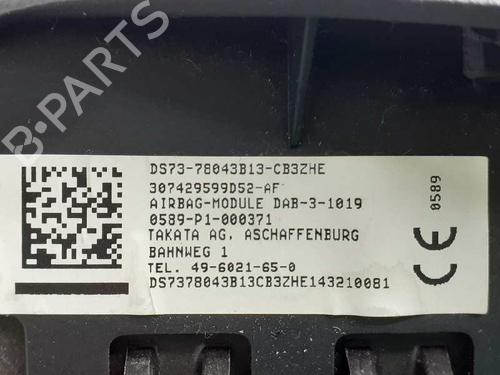 B-Parts
DS73-78043B13-CB3ZHE
307429599D52-AF
AIRBAG-MODULE DAB-3-1019
0589-P1-000371
TAKATA AG, ASCHAFFENBURG
BAHNWEG 1
TEL. 49-6021-65-0
DS7378043B13CB3ZHE143210081
CE 0589